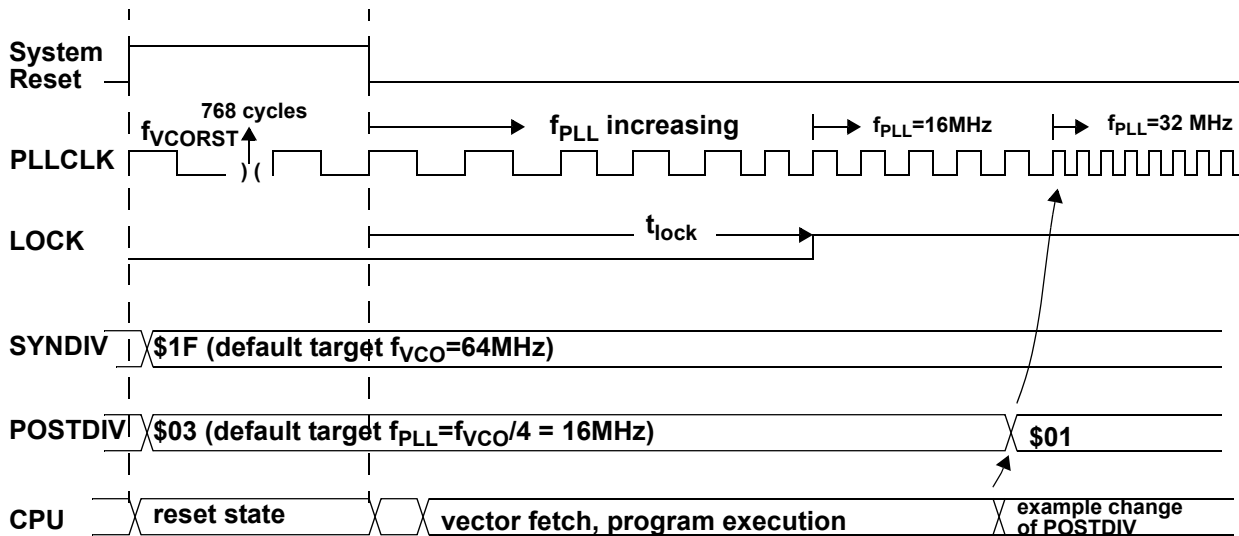 System
Reset
768 cycles
fVCORST
fPLL increasing
fPLL=16MHz
fPLL=32 MHz
PLLCLK
) (
LOCK
tlock
SYNDIV
$1F (default target fVCO=64MHz)
POSTDIV
$03 (default target fPLL=fVCO/4 = 16MHz)
$01
CPU
reset state
vector fetch, program execution
example change
of POSTDIV